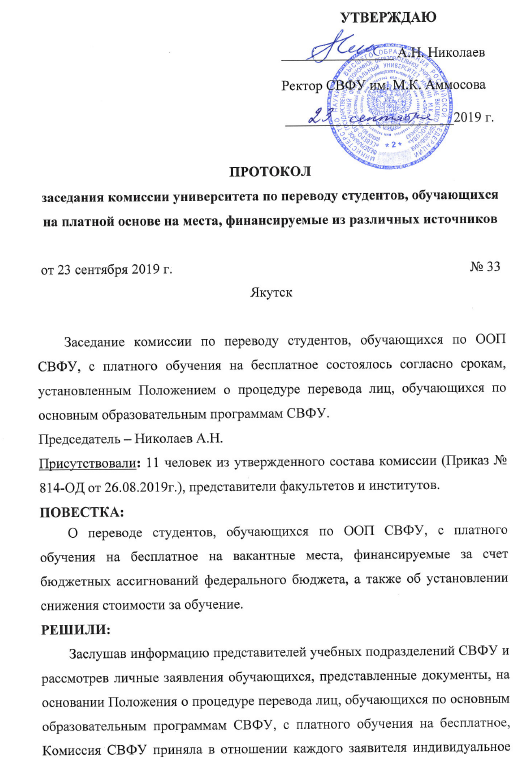 УТВЕРЖДАЮ
А.Н. Николаев
Ректор СВФУ им. М.К. Аммосова
23 сентября 2019 г.
ПРОТОКОЛ
заседания комиссии университета по переводу студентов, обучающихся
на платной основе на места, финансируемые из различных источников
от 23 сентября 2019 г. № 33
Якутск
Заседание комиссии по переводу студентов, обучающихся по ООП
СВФУ, с платного обучения на бесплатное состоялось согласно срокам,
установленным Положением о процедуре перевода лиц, обучающихся по
основным образовательным программам СВФУ.
Председатель – Николаев А.Н.
Присутствовали: 11 человек из утвержденного состава комиссии (Приказ №
814-ОД от 26.08.2019г.), представители факультетов и институтов.
ПОВЕСТКА:
О переводе студентов, обучающихся по ООП СВФУ, с платного
обучения на бесплатное на вакантные места, финансируемые за счет
бюджетных ассигнований федерального бюджета, а также об установлении
снижения стоимости за обучение.
РЕШИЛИ:
Заслушав информацию представителей учебных подразделений СВФУ и
рассмотрев личные заявления обучающихся, представленные документы, на
основании Положения о процедуре перевода лиц, обучающихся по основным
образовательным программам СВФУ, с платного обучения на бесплатное,
Комиссия СВФУ приняла в отношении каждого заявителя индивидуальное